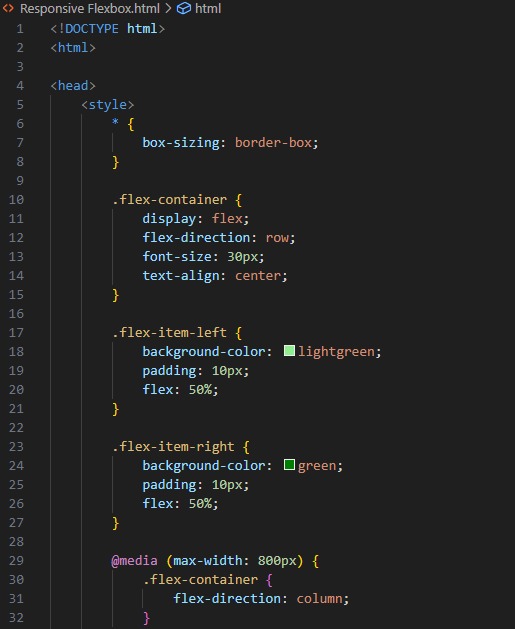 Responsive Flexbox.html > html
1 <!DOCTYPE html>
2 <html>
3
4 <head>
5     <style>
6         * {
7             box-sizing: border-box;
8         }
9
10         .flex-container {
11             display: flex;
12             flex-direction: row;
13             font-size: 30px;
14             text-align: center;
15         }
16
17         .flex-item-left {
18             background-color: lightgreen;
19             padding: 10px;
20             flex: 50%;
21         }
22
23         .flex-item-right {
24             background-color: green;
25             padding: 10px;
26             flex: 50%;
27         }
28
29         @media (max-width: 800px) {
30             .flex-container {
31                 flex-direction: column;
32             }